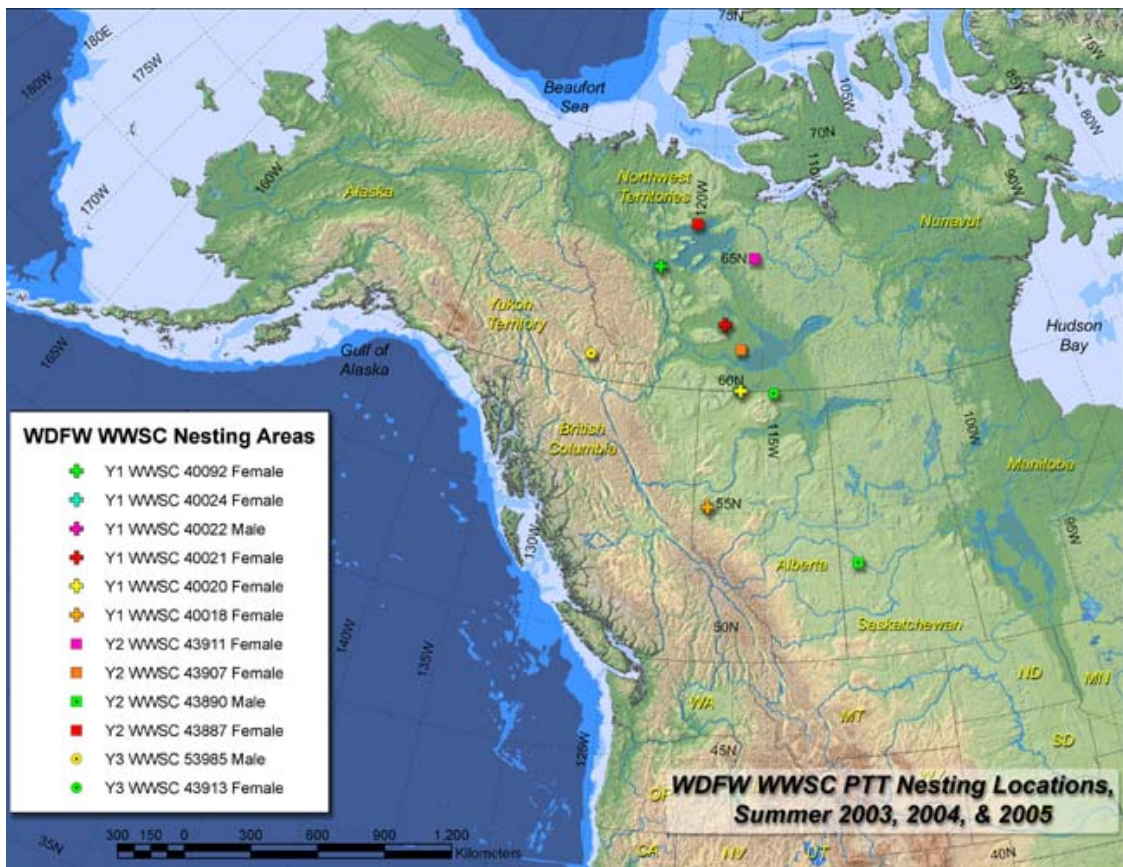 75N
75W
180E
180W
175W
85W
80W
105W
Beaufort
Sea
70N
110W
170W
160W
Alaska
Northwest
Territories
120W
90W
Nunavut
65N
Yukon
Territory
Hudson
Bay
165W
Gulf of
Alaska
60N
115W
100W
British
Columbia
Manitoba
55N
95W
130W
Alberta
50N
Saskatchewan
140W
135W
ND
MN
WA
MT
SD
125W
45N
OR
CA
NV
UT
40N
35N
WDFW WWSC Nesting Areas
Y1 WWSC 40092 Female
Y1 WWSC 40024 Female
Y1 WWSC 40022 Male
Y1 WWSC 40021 Female
Y1 WWSC 40020 Female
Y1 WWSC 40018 Female
Y2 WWSC 43911 Female
Y2 WWSC 43907 Female
Y2 WWSC 43890 Male
Y2 WWSC 43887 Female
Y3 WWSC 53985 Male
Y3 WWSC 43913 Female
WDFW WWSC PTT Nesting Locations,
Summer 2003, 2004, & 2005
300 150 0 300 600 900 1,200
Kilometers